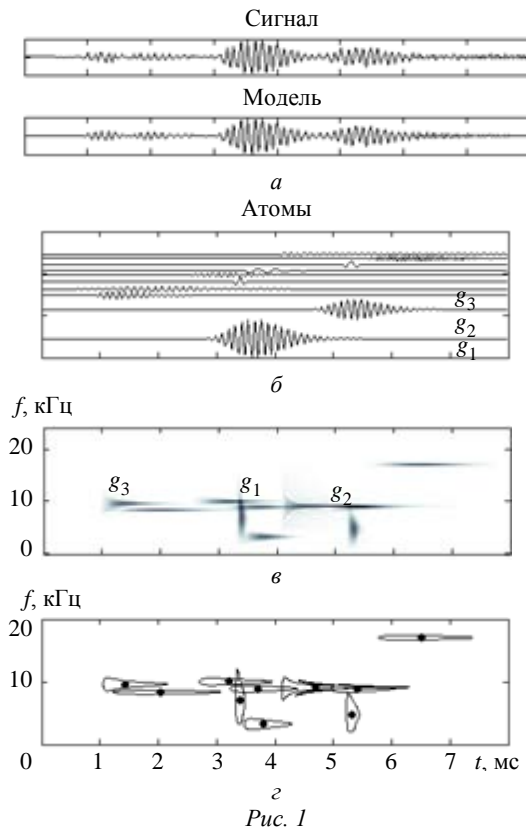 Сигнал
Модель
а
Атомы
g3
g2
g1
б
f, кГц
20
g3 g1 g2
10
0
в
f, кГц
20
10
0 1 2 3 4 5 6 7 t, мс
г
Рис. 1